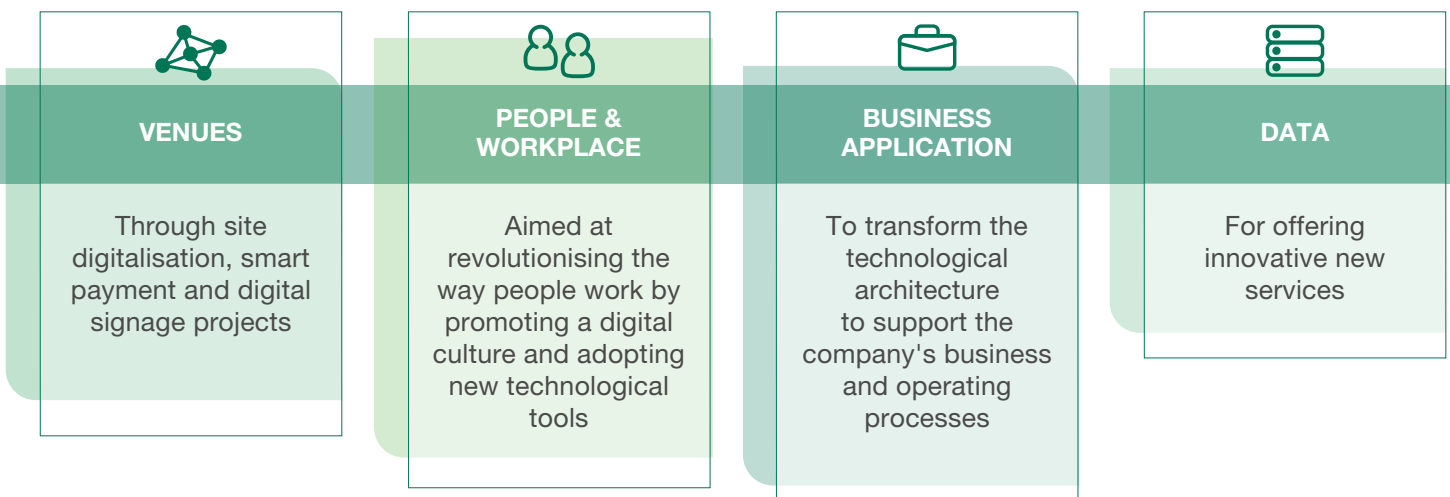 VENUES
Through site
digitalisation, smart
payment and digital
signage projects
PEOPLE &
WORKPLACE
Aimed at
revolutionising the
way people work by
promoting a digital
culture and adopting
new technological
tools
BUSINESS
APPLICATION
To transform the
technological
architecture
to support the
company's business
and operating
processes
DATA
For offering
innovative new
services